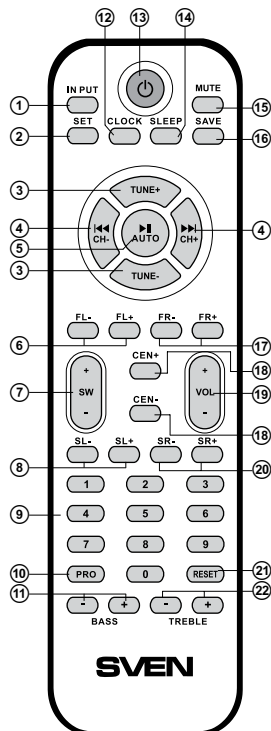 12 13 14
IN PUT MUTE
1 15
SET CLOCK SLEEP SAVE
2 16
3 TUNE+
4 CH- AUTO CH+ 4
5
3 TUNE-
FL- FL+ FR- FR+
6 17
CEN+ 18
+ +
7 SW VOL 19
- -
CEN- 18
SL- SL+ SR- SR+
8 20
1 2 3
9 4 5 6
7 8 9
10 PRO 0 RESET 21
11 - + - + 22
BASS TREBLE
SVEN